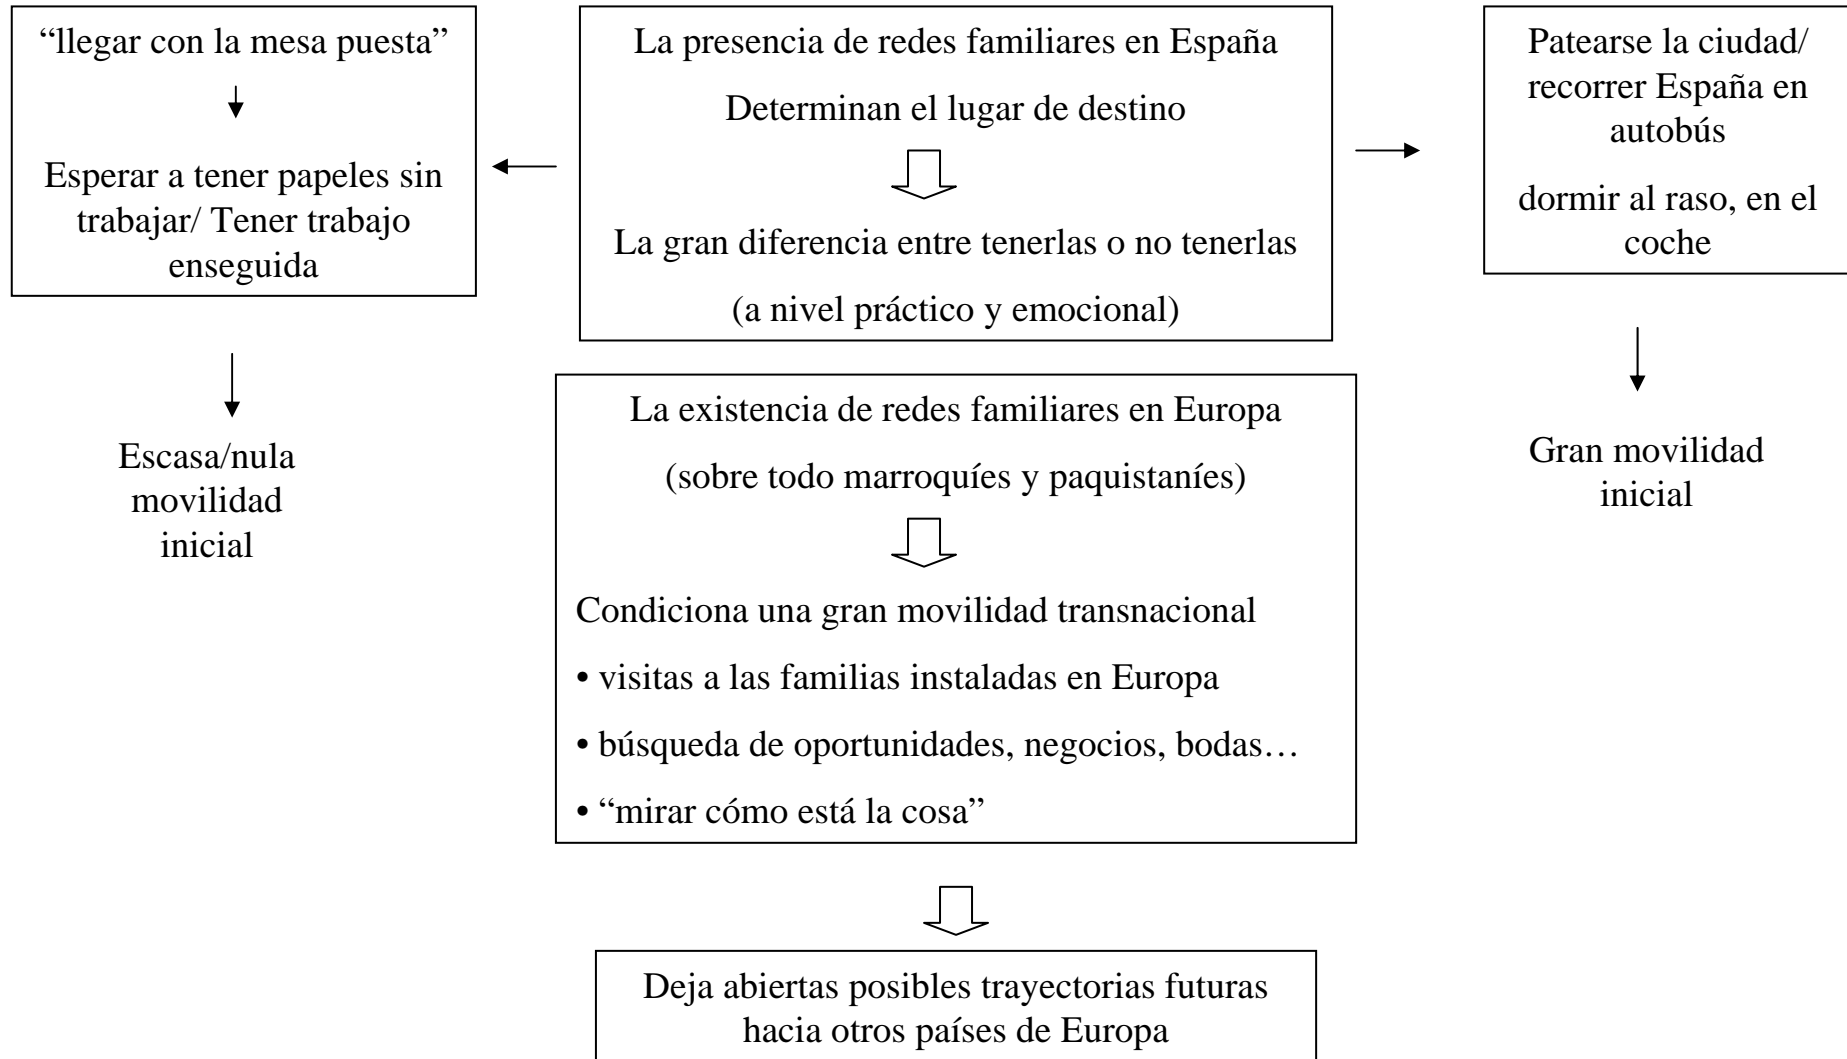 “llegar con la mesa puesta”
Esperar a tener papeles sin
trabajar/ Tener trabajo
enseguida
Escasa/nula
movilidad
inicial
La presencia de redes familiares en España
Determinan el lugar de destino
La gran diferencia entre tenerlas o no tenerlas
(a nivel práctico y emocional)
Patearse la ciudad/
recorrer España en
autobús
dormir al raso, en el
coche
Gran movilidad
inicial
La existencia de redes familiares en Europa
(sobre todo marroquíes y paquistaníes)
Condiciona una gran movilidad transnacional
• visitas a las familias instaladas en Europa
• búsqueda de oportunidades, negocios, bodas…
• “mirar cómo está la cosa”
Deja abiertas posibles trayectorias futuras
hacia otros países de Europa